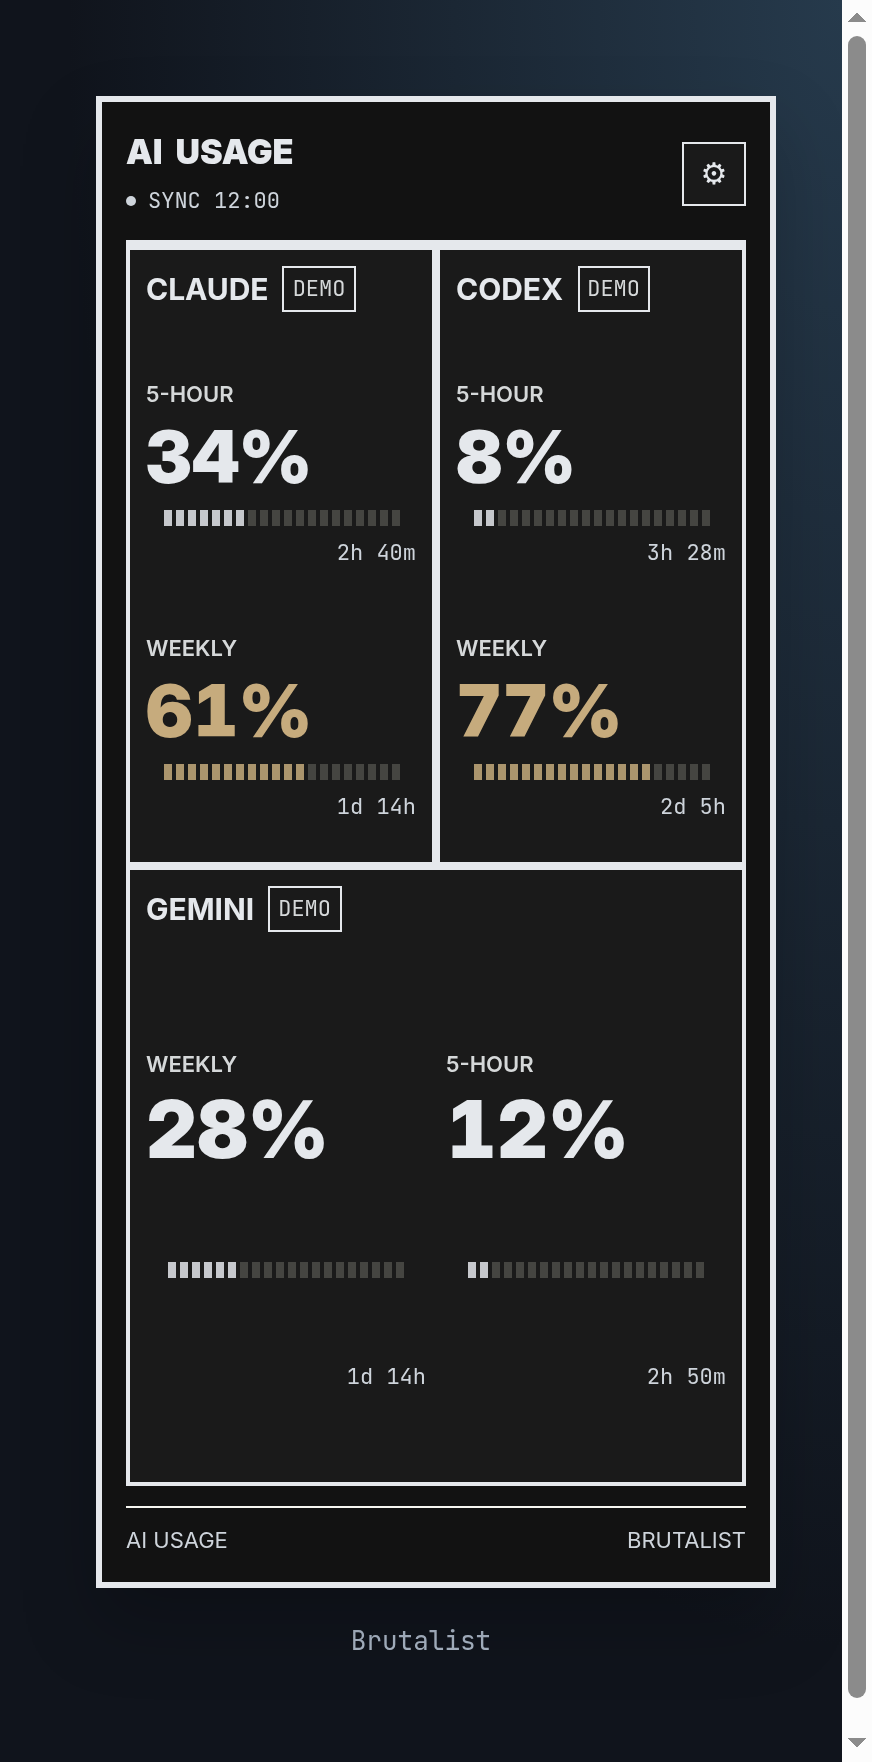 AI USAGE
SYNC 12:00
⚙
CLAUDE DEMO
5-HOUR
34%
2h 40m
WEEKLY
61%
1d 14h
CODEX DEMO
5-HOUR
8%
3h 28m
WEEKLY
77%
2d 5h
GEMINI DEMO
WEEKLY
28%
1d 14h
5-HOUR
12%
2h 50m
AI USAGE BRUTALIST
Brutalist